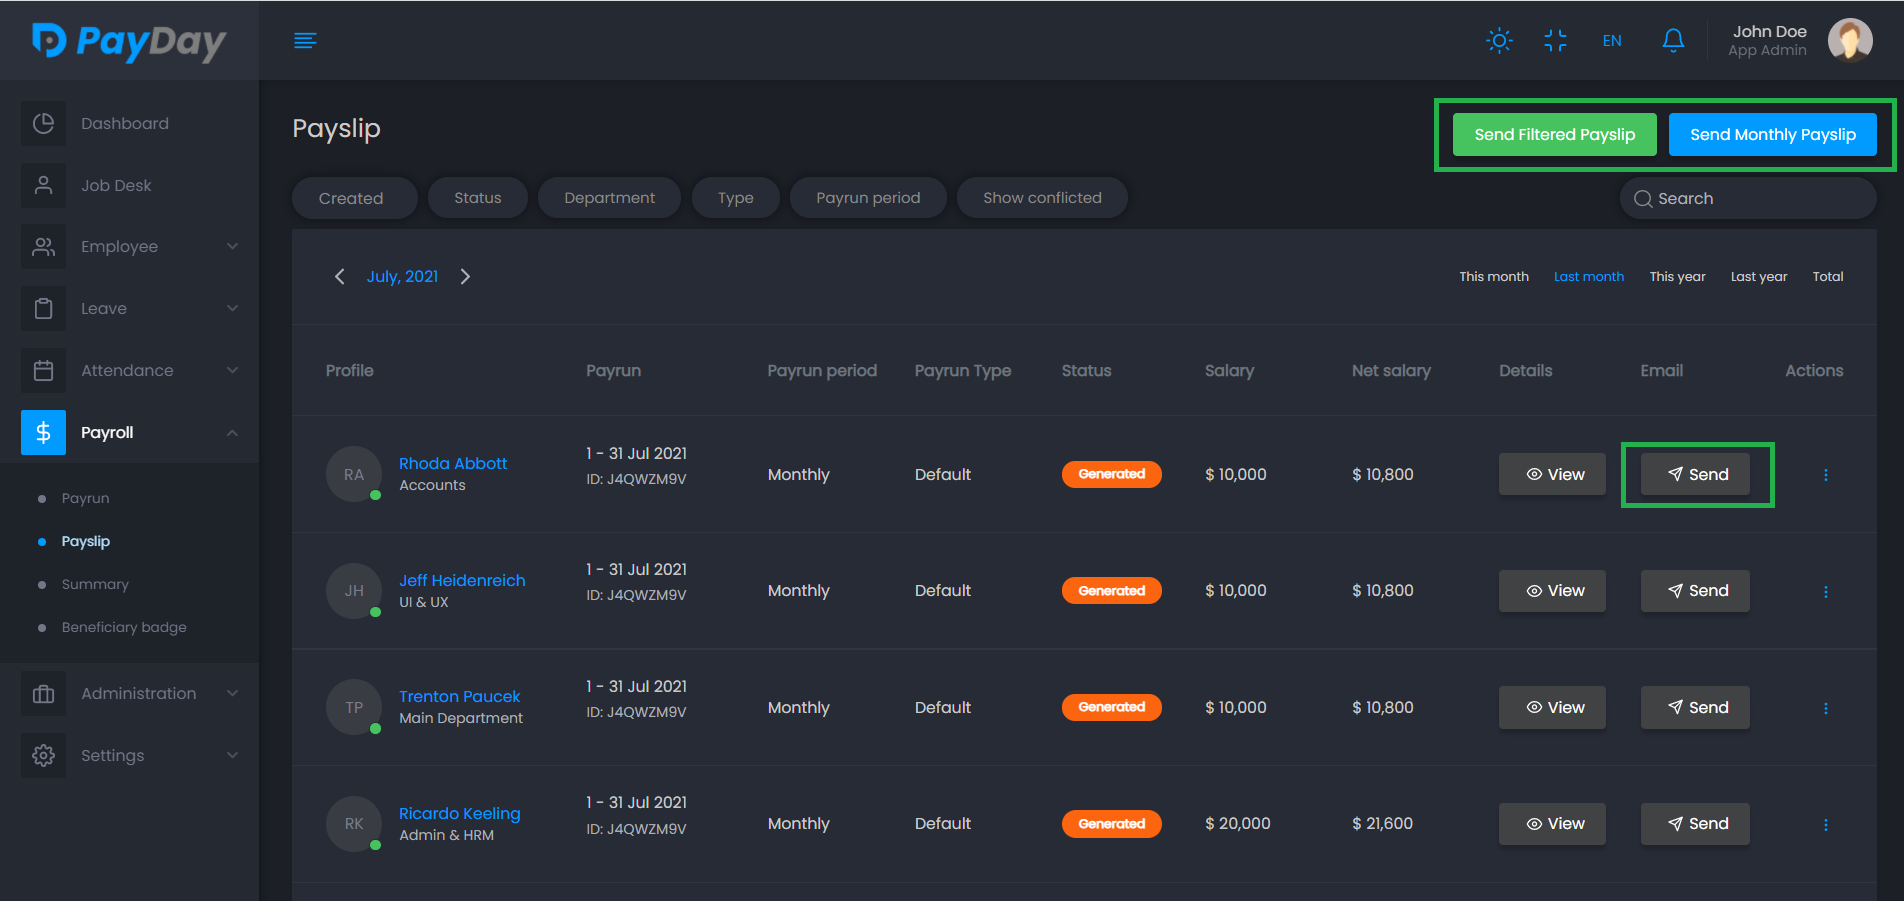 PayDay
EN
John Doe
App Admin
Dashboard
Job Desk
Employee
Leave
Attendance
Payroll
Payrun
Payslip
Summary
Beneficiary badge
Administration
Settings
Payslip
Send Filtered Payslip Send Monthly Payslip
Created Status Department Type Payrun period Show conflicted Search
July, 2021 This month Last month This year Last year Total
Profile Payrun Payrun period Payrun Type Status Salary Net salary Details Email Actions
RA Rhoda Abbott
Accounts
1 - 31 Jul 2021
ID: J4QWZM9V
Monthly Default Generated $ 10,000 $ 10,800 View Send
JH Jeff Heidenreich
UI & UX
1 - 31 Jul 2021
ID: J4QWZM9V
Monthly Default Generated $ 10,000 $ 10,800 View Send
TP Trenton Paucek
Main Department
1 - 31 Jul 2021
ID: J4QWZM9V
Monthly Default Generated $ 10,000 $ 10,800 View Send
RK Ricardo Keeling
Admin & HRM
1 - 31 Jul 2021
ID: J4QWZM9V
Monthly Default Generated $ 20,000 $ 21,600 View Send